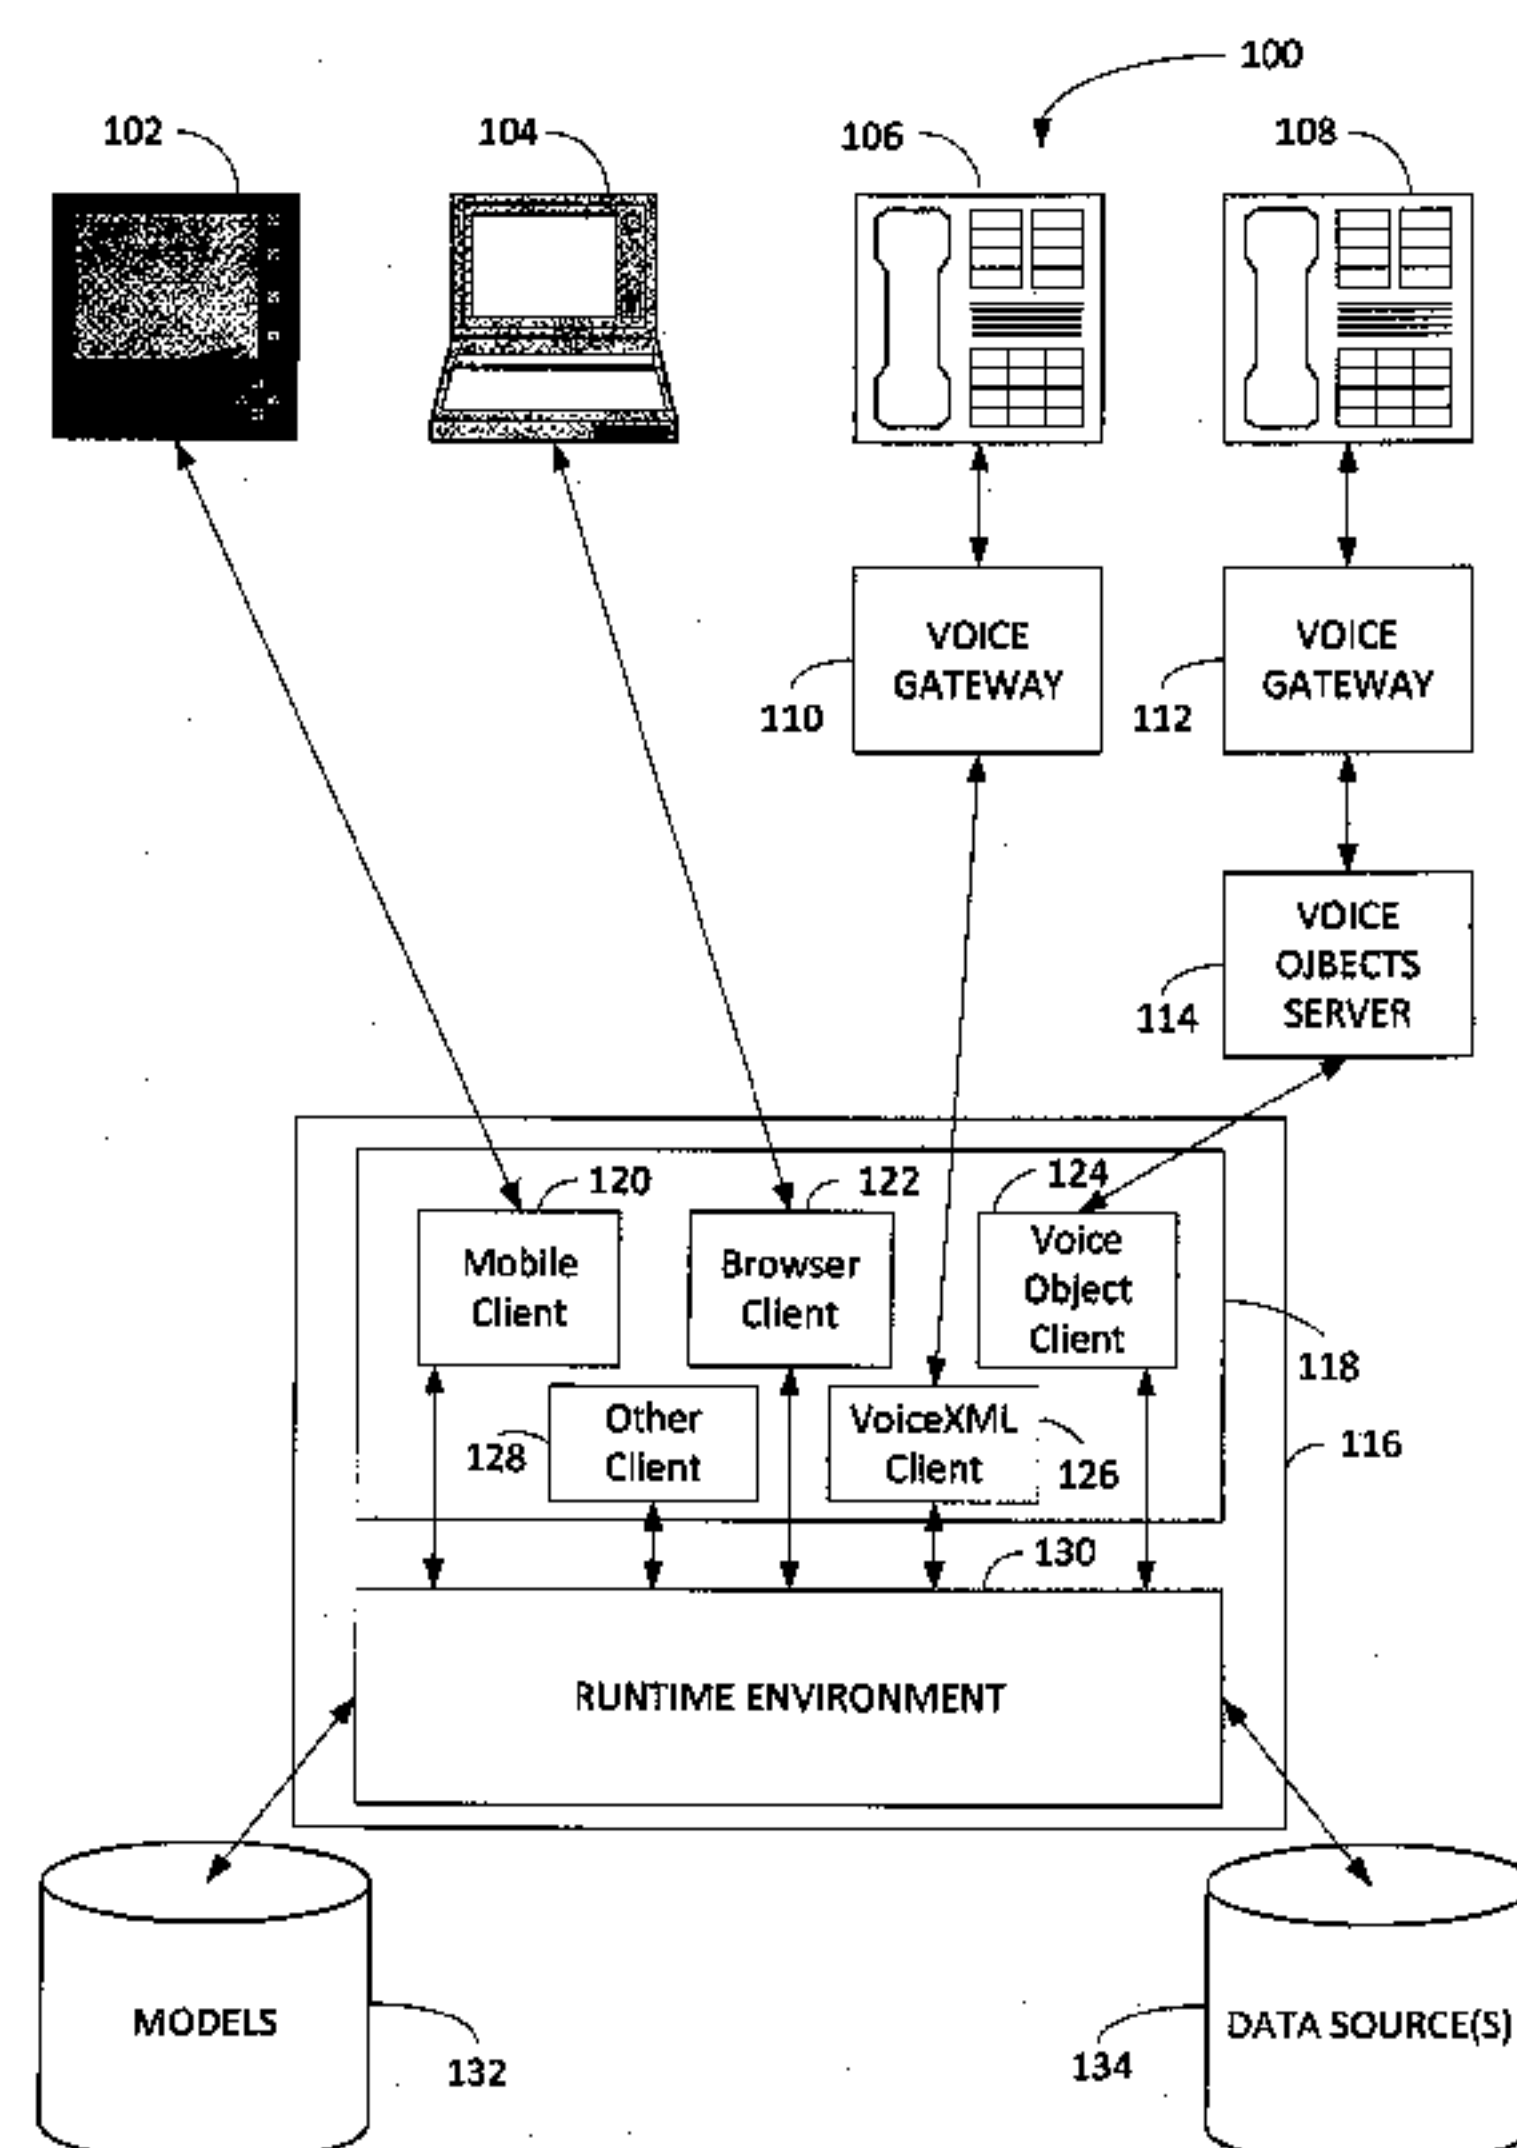 100
102
104
106
108
VOICE
GATEWAY
110
VOICE
GATEWAY
112
VOICE
OJBECTS
SERVER
114
120
122
124
Mobile
Client
Browser
Client
Voice
Object
Client
118
Other
Client
128
VoiceXML
Client
126
116
130
RUNTIME ENVIRONMENT
MODELS
132
DATA SOURCE(S)
134